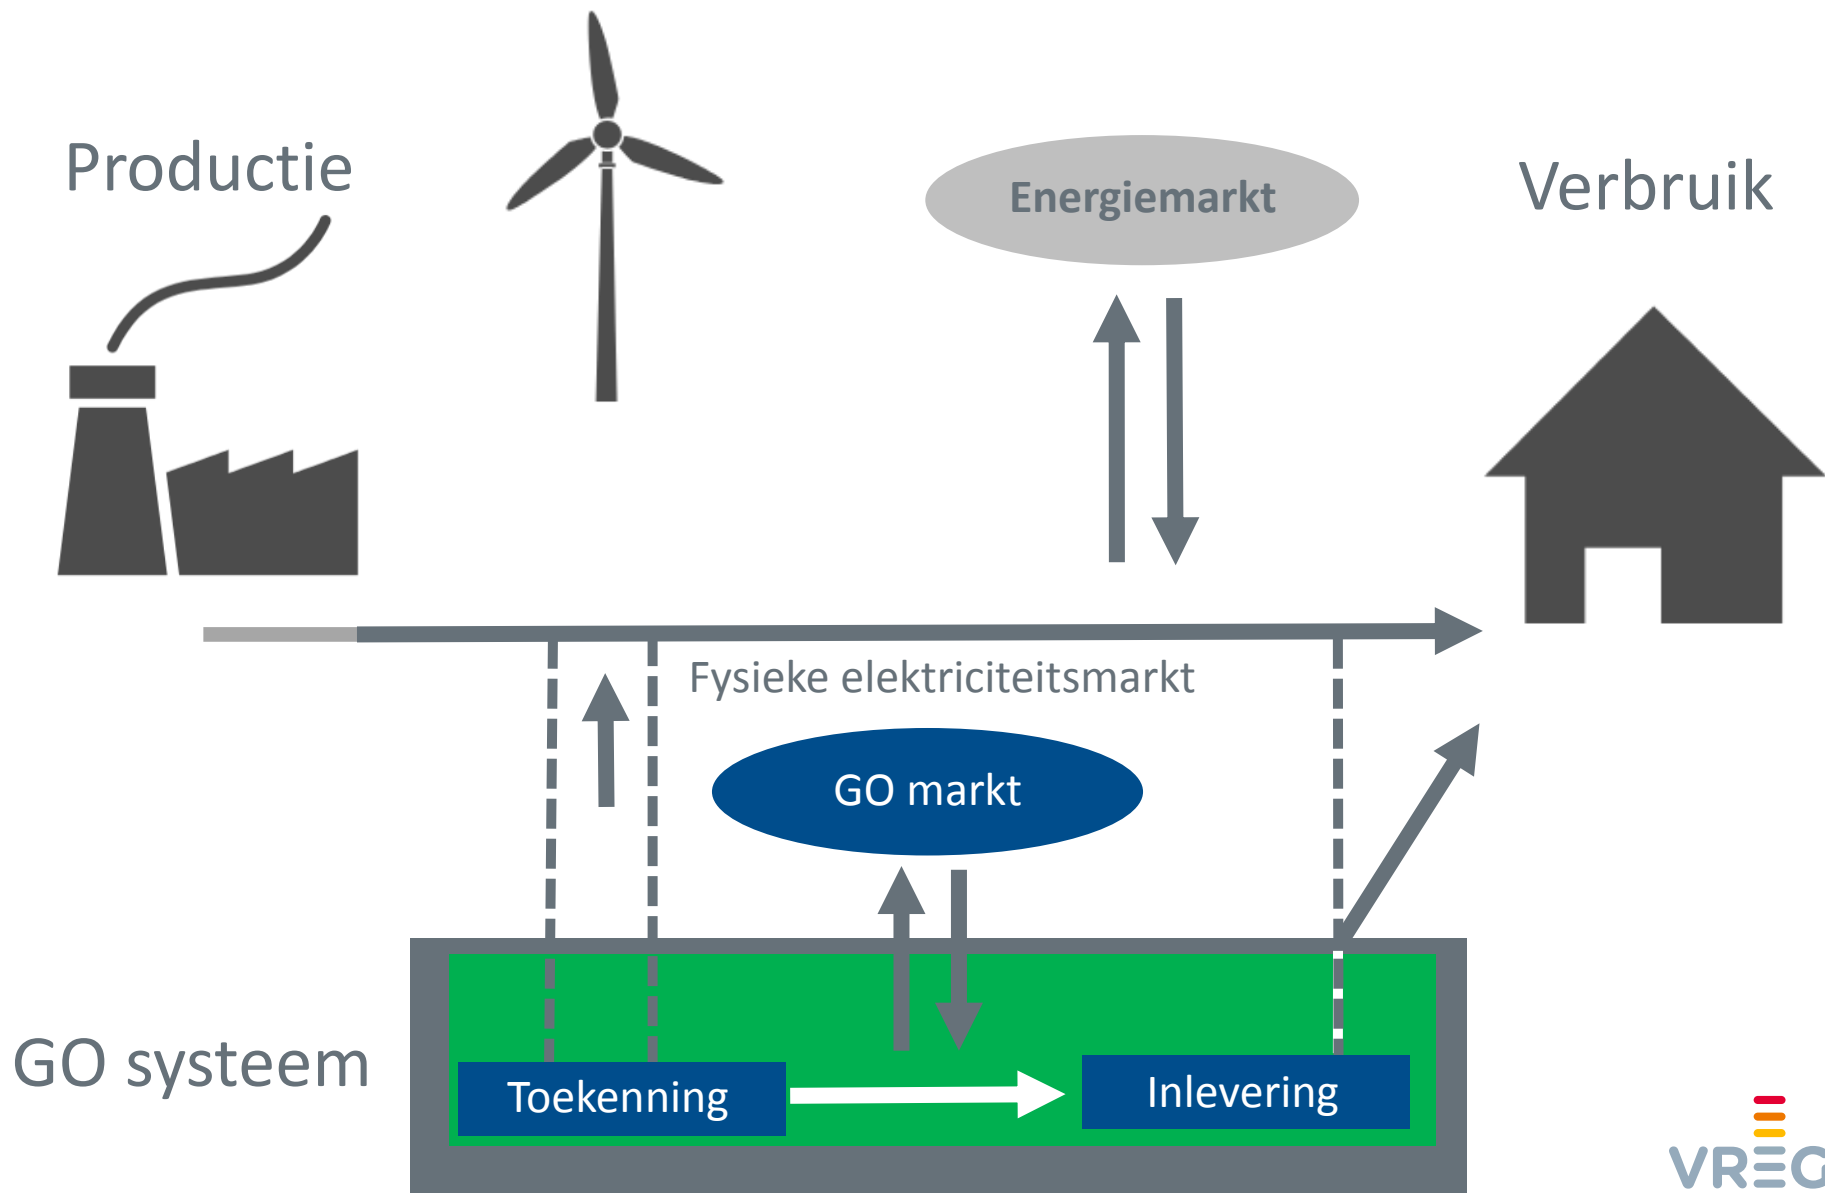 Productie
Energiemarkt
Verbruik
Fysieke elektriciteitsmarkt
GO markt
GO systeem
Toekenning
Inlevering
VREG